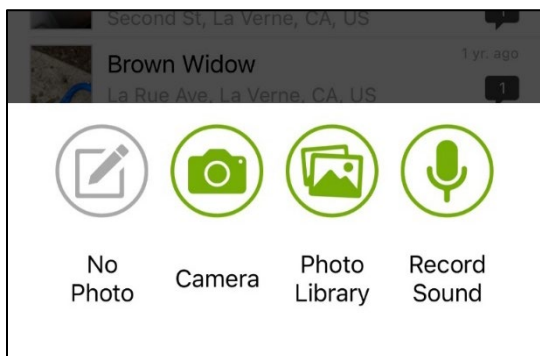 Second St, La Verne, CA, US
1
Brown Widow
1 yr. ago
La Rue Ave, La Verne, CA, US
1
No
Photo
Camera
Photo
Library
Record
Sound